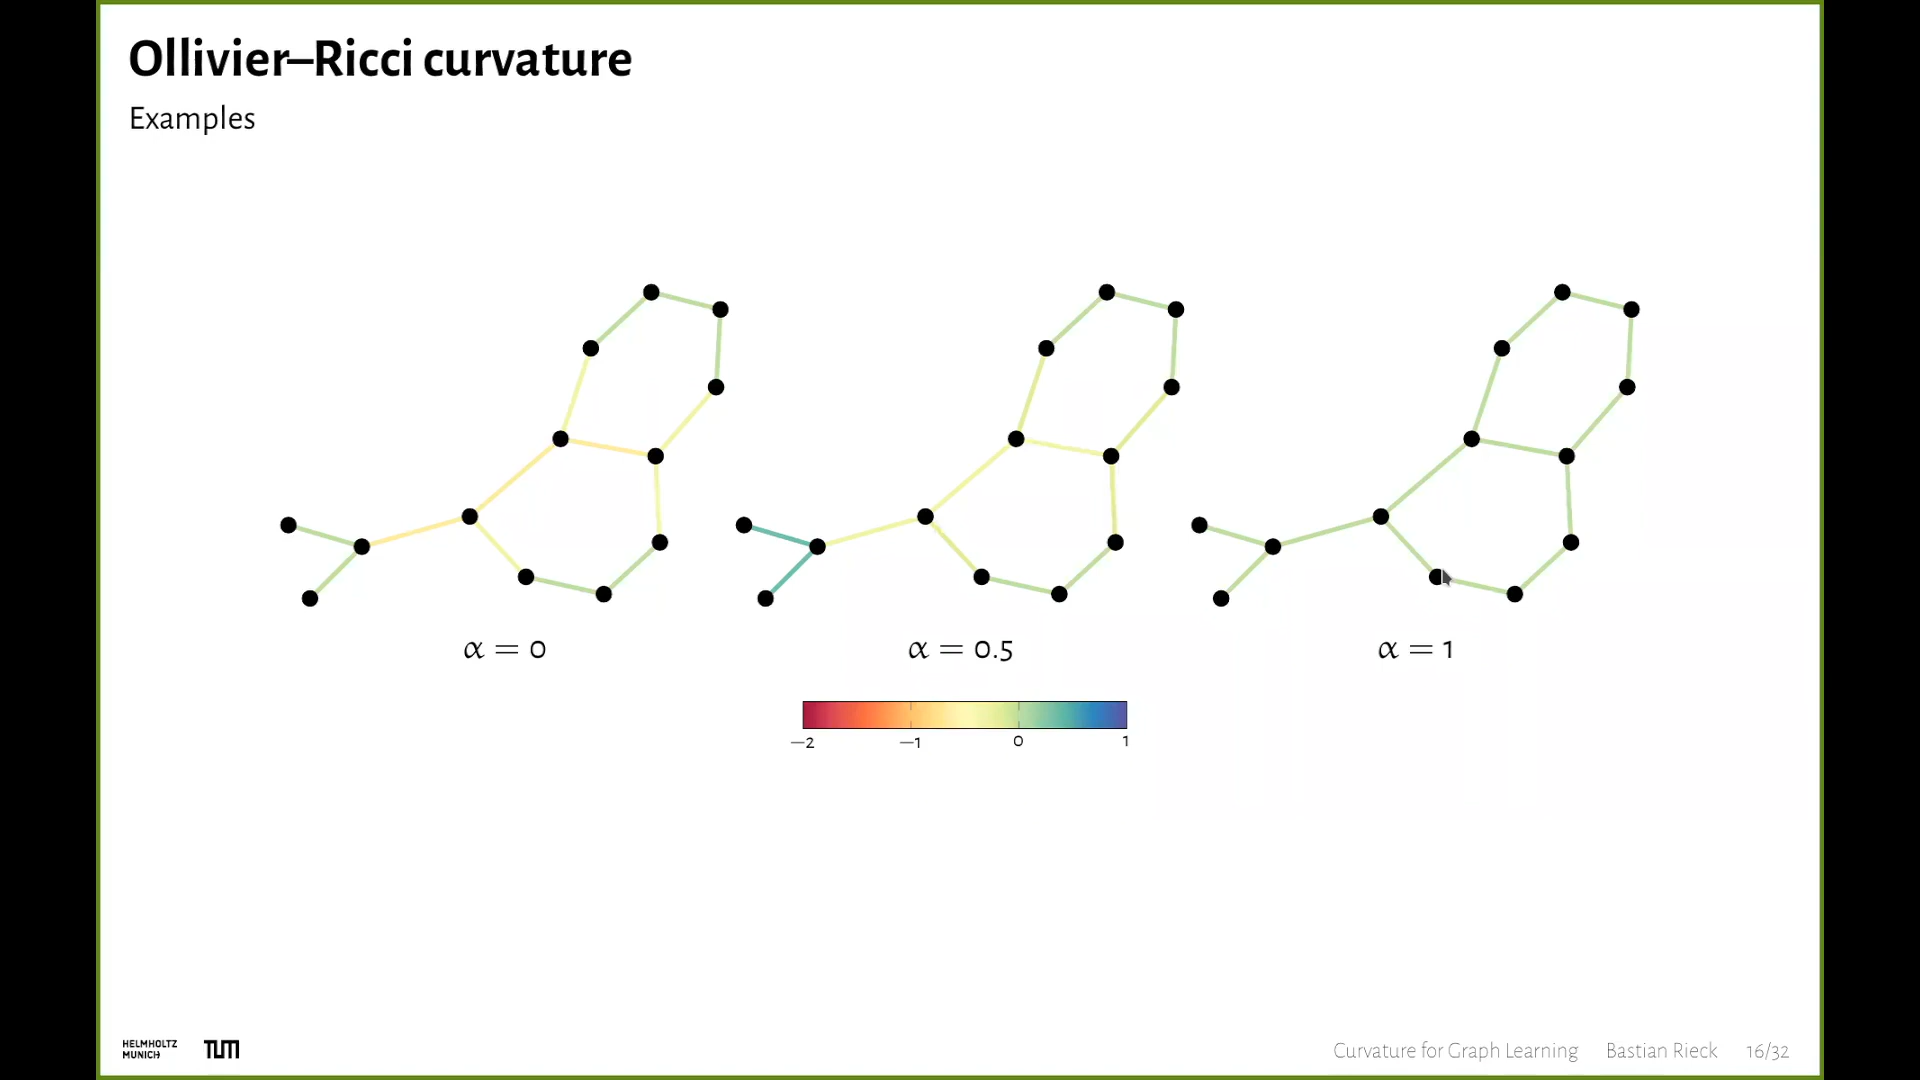 Ollivier–Ricci curvature
Examples
α = 0
α = 0.5
α = 1
−2 −1 0 1
HELMHOLTZ
MUNICH
TUM
Curvature for Graph Learning Bastian Rieck 16/32